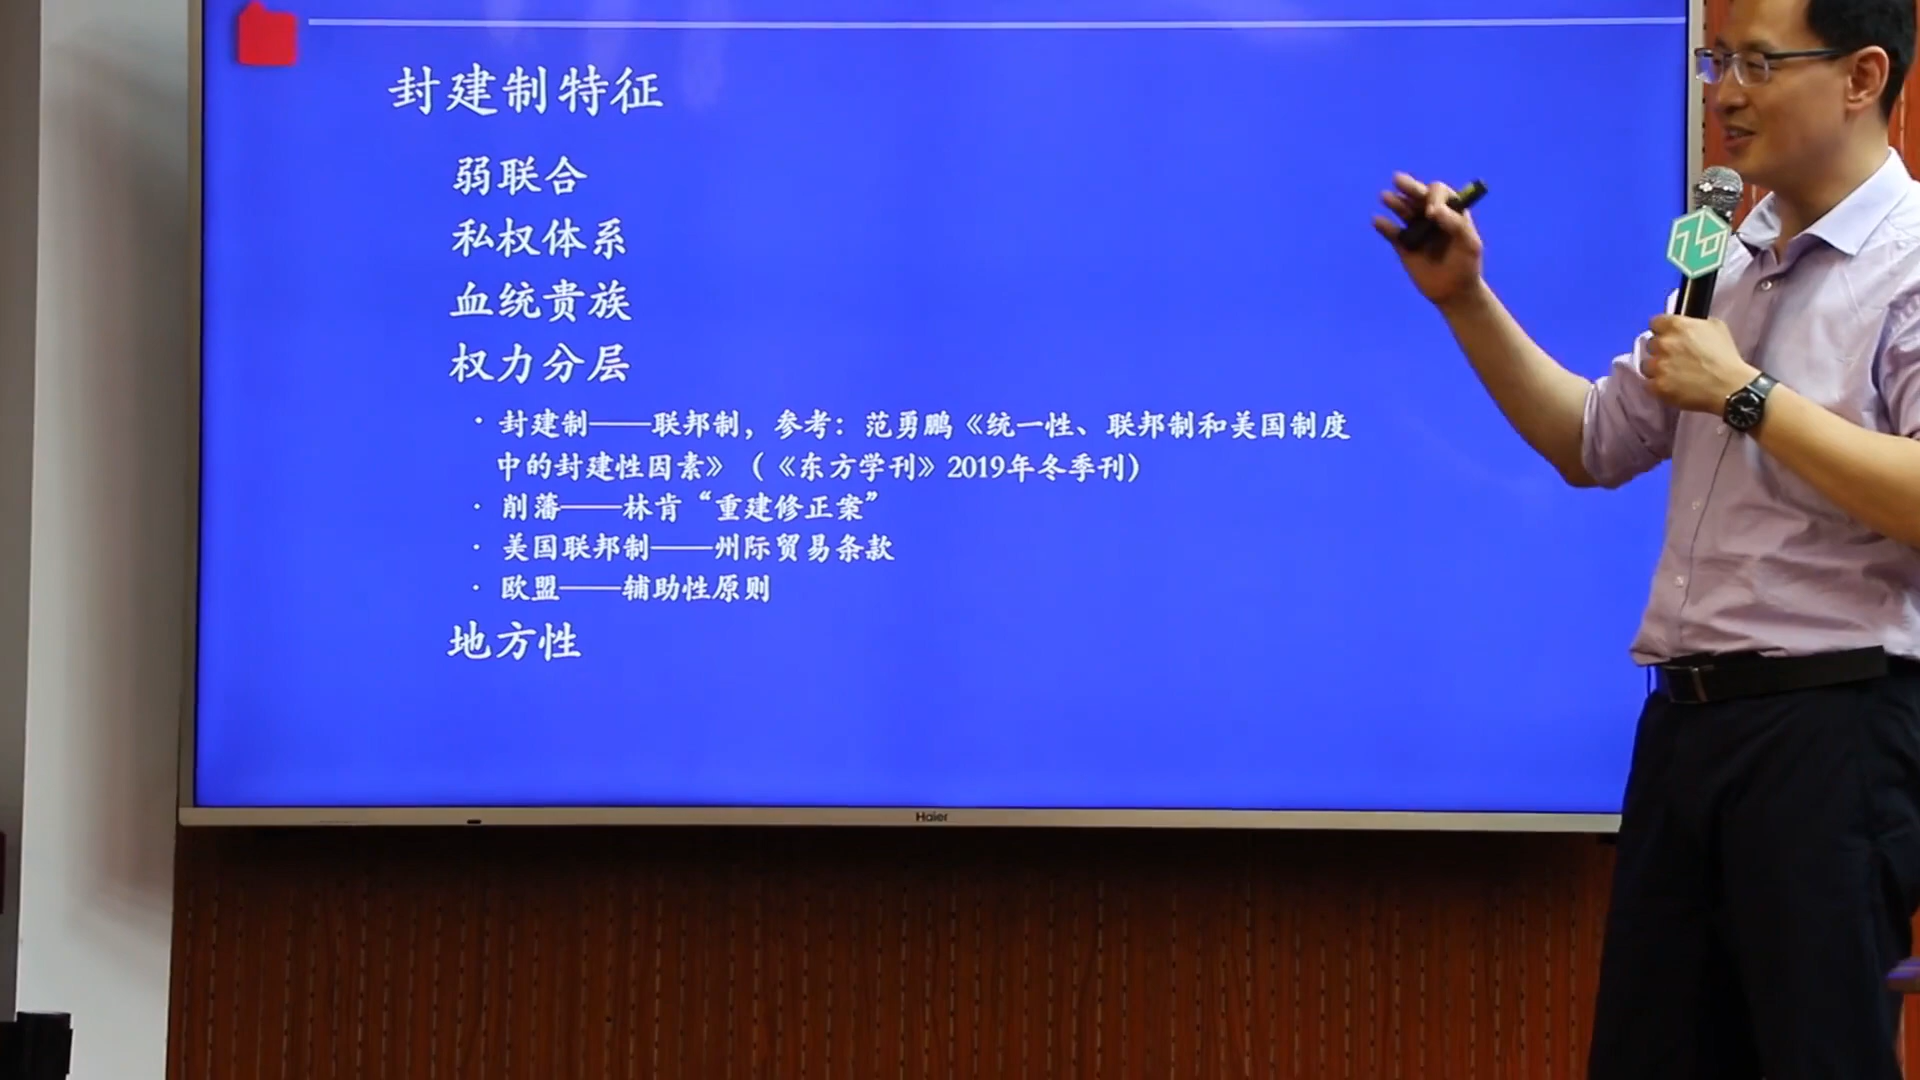 封建制特征
弱联合
私权体系
血统贵族
权力分层
· 封建制——联邦制，参考：范勇鹏《统一性、联邦制和美国制度
中的封建性因素》（《东方学刊》2019年冬季刊）
· 削藩——林肯“重建修正案”
· 美国联邦制——州际贸易条款
· 欧盟——辅助性原则
地方性
Haier